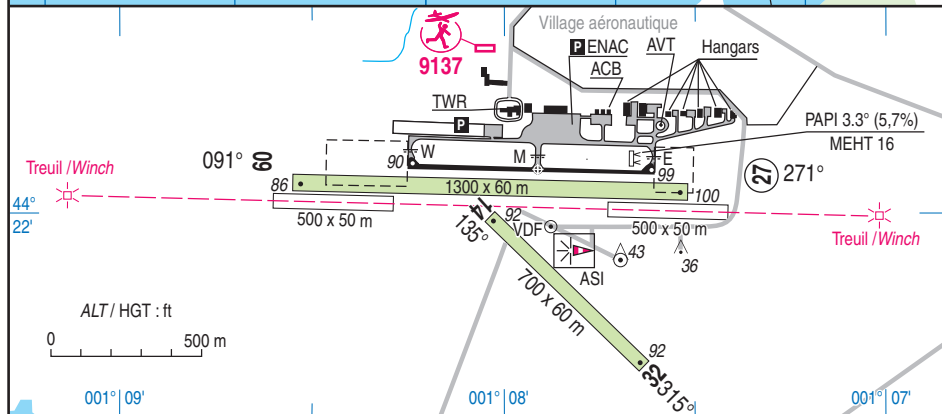 Village aéronautique
9137
P ENAC
AVT
Hangars
ACB
TWR
P
PAPI 3.3° (5,7%)
MEHT 16
W
M
E
90
99
091° 09
27 271°
Treuil /Winch
86
1300 x 60 m
100
44°
22'
500 x 50 m
500 x 50 m
14
135°
92
VDF
43
36
ASI
Treuil /Winch
700 x 60 m
ALT / HGT : ft
0
500 m
92
32
315°
001° 09'
001° 08'
001° 07'